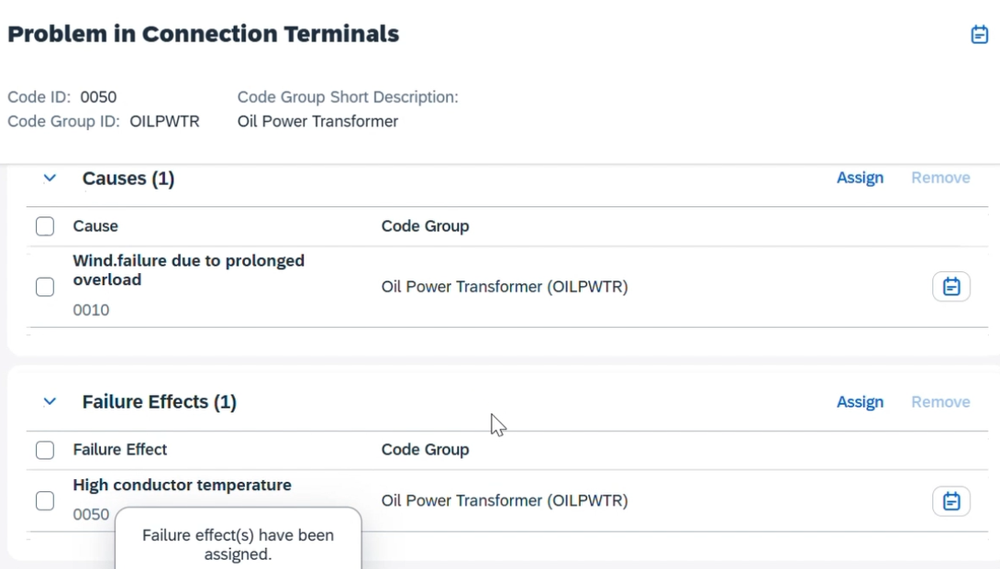 Problem in Connection Terminals
Code ID: 0050
Code Group Short Description:
Code Group ID: OILPWTR
Oil Power Transformer
Causes (1)
Assign
Remove
Cause
Code Group
Wind.failure due to prolonged
overload
0010
Oil Power Transformer (OILPWTR)
Failure Effects (1)
Assign
Remove
Failure Effect
Code Group
High conductor temperature
0050
Oil Power Transformer (OILPWTR)
Failure effect(s) have been
assigned.